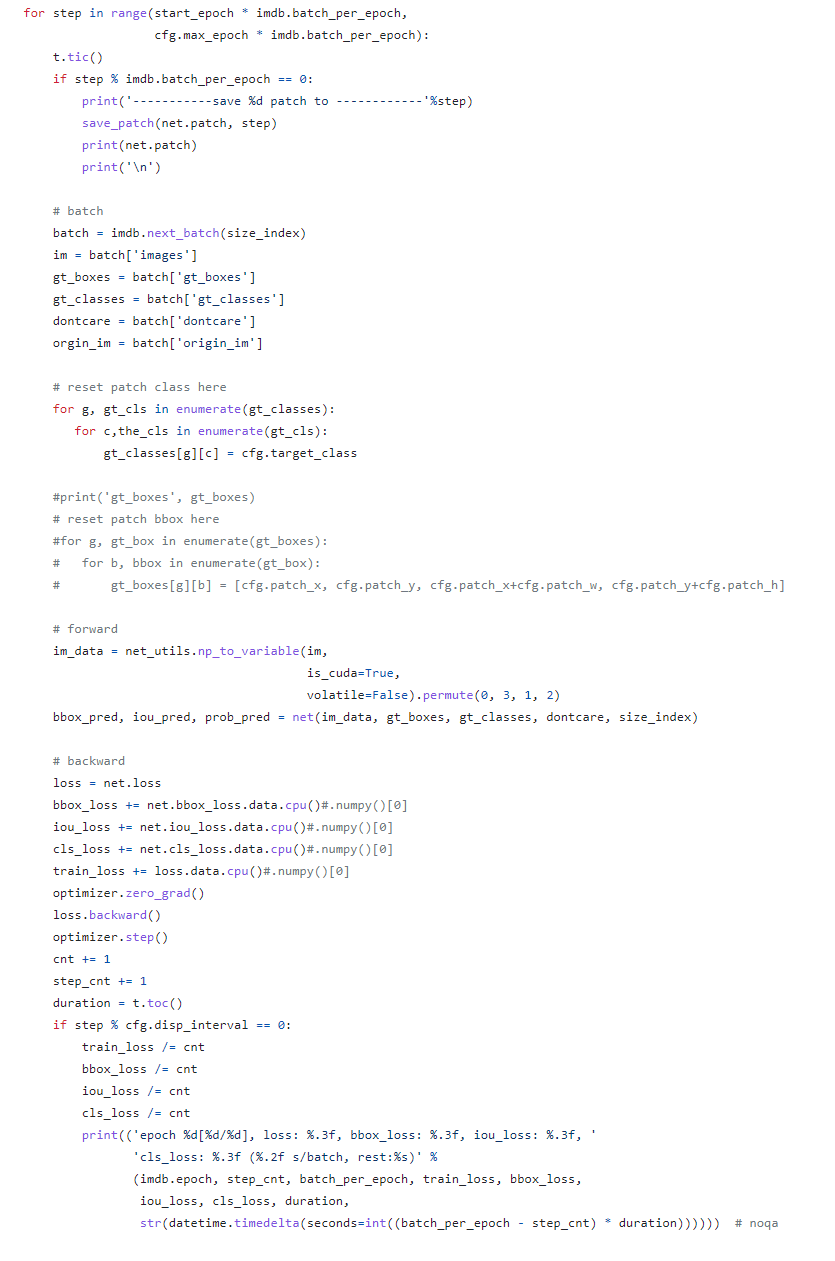 for step in range(start_epoch * imdb.batch_per_epoch,
                  cfg.max_epoch * imdb.batch_per_epoch):
    t.tic()
    if step % imdb.batch_per_epoch == 0:
        print('-----------save %d patch to ------------'%step)
        save_patch(net.patch, step)
        print(net.patch)
        print('\n')

    # batch
    batch = imdb.next_batch(size_index)
    im = batch['images']
    gt_boxes = batch['gt_boxes']
    gt_classes = batch['gt_classes']
    dontcare = batch['dontcare']
    orgin_im = batch['origin_im']

    # reset patch class here
    for g, gt_cls in enumerate(gt_classes):
       for c,the_cls in enumerate(gt_cls):
           gt_classes[g][c] = cfg.target_class

    #print('gt_boxes', gt_boxes)
    # reset patch bbox here
    #for g, gt_box in enumerate(gt_boxes):
    #   for b, bbox in enumerate(gt_box):
    #       gt_boxes[g][b] = [cfg.patch_x, cfg.patch_y, cfg.patch_x+cfg.patch_w, cfg.patch_y+cfg.patch_h]

    # forward
    im_data = net_utils.np_to_variable(im,
                                       is_cuda=True,
                                       volatile=False).permute(0, 3, 1, 2)
    bbox_pred, iou_pred, prob_pred = net(im_data, gt_boxes, gt_classes, dontcare, size_index)

    # backward
    loss = net.loss
    bbox_loss += net.bbox_loss.data.cpu()#.numpy()[0]
    iou_loss += net.iou_loss.data.cpu()#.numpy()[0]
    cls_loss += net.cls_loss.data.cpu()#.numpy()[0]
    train_loss += loss.data.cpu()#.numpy()[0]
    optimizer.zero_grad()
    loss.backward()
    optimizer.step()
    cnt += 1
    step_cnt += 1
    duration = t.toc()
    if step % cfg.disp_interval == 0:
        train_loss /= cnt
        bbox_loss /= cnt
        iou_loss /= cnt
        cls_loss /= cnt
        print(('epoch %d[%d/%d], loss: %.3f, bbox_loss: %.3f, iou_loss: %.3f, '
               'cls_loss: %.3f (%.2f s/batch, rest:%s)' %
               (imdb.epoch, step_cnt, batch_per_epoch, train_loss, bbox_loss,
                iou_loss, cls_loss, duration,
                str(datetime.timedelta(seconds=int((batch_per_epoch - step_cnt) * duration))))))  # noqa